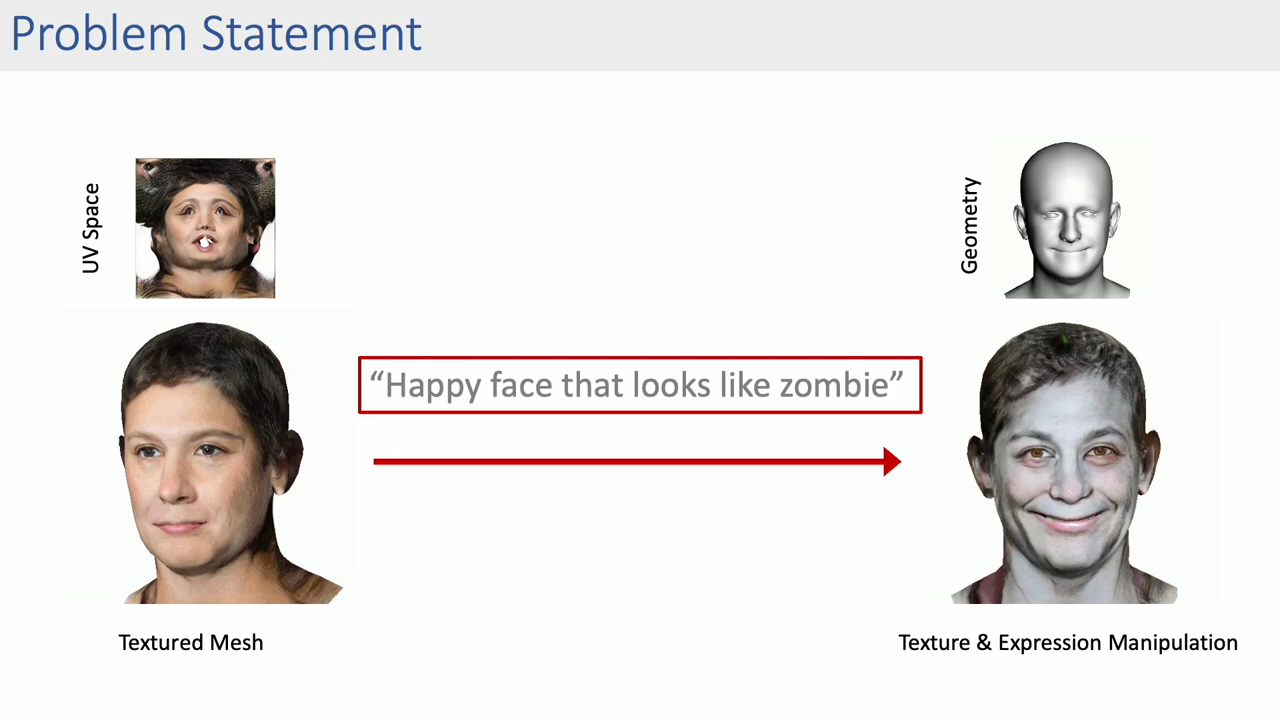 Problem Statement
UV Space
Geometry
“Happy face that looks like zombie”
Textured Mesh
Texture & Expression Manipulation